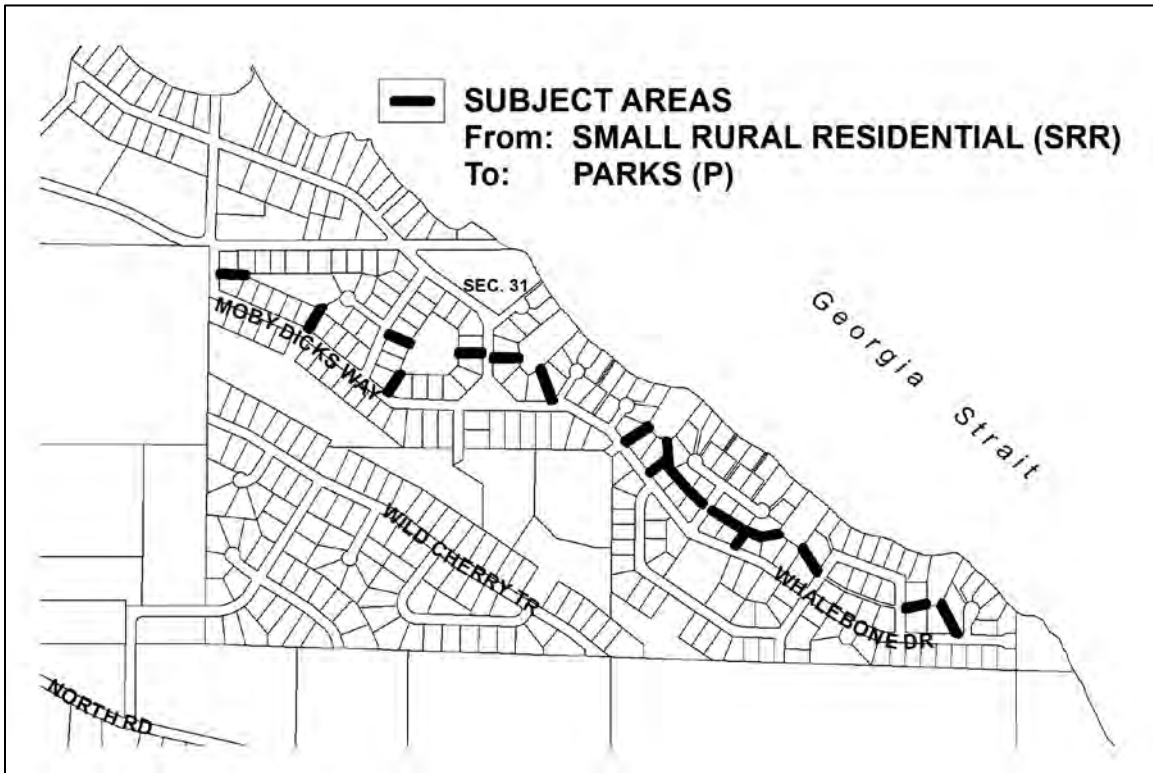 SUBJECT AREAS
From: SMALL RURAL RESIDENTIAL (SRR)
To: PARKS (P)
SEC. 31
MOBY DICKS WAY
Georgia Strait
WILD CHERRY TR
WHALEBONE DR
NORTH RD